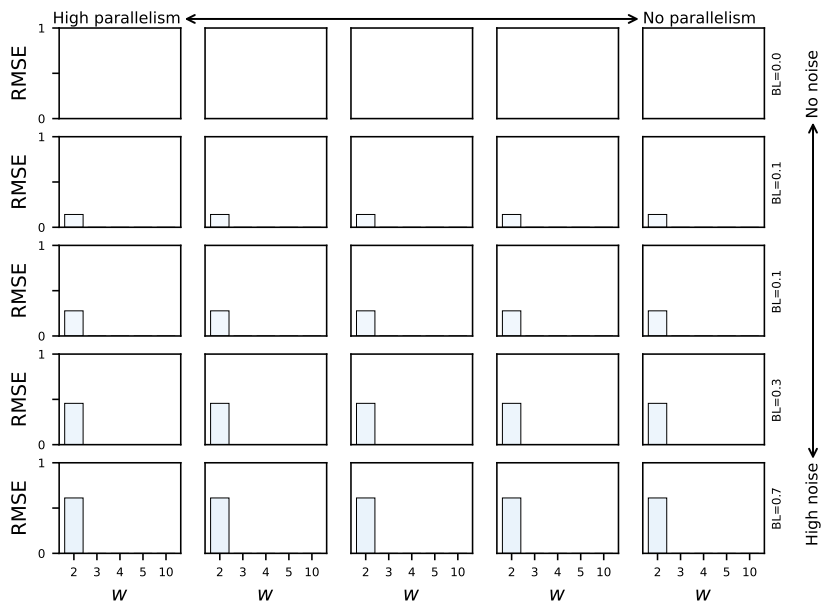 High parallelism No parallelism
RMSE 1 0 BL=0.0 No noise
RMSE 1 0 BL=0.1
RMSE 1 0 BL=0.1
RMSE 1 0 BL=0.3
RMSE 1 0 BL=0.7 High noise
2 3 4 5 10 2 3 4 5 10 2 3 4 5 10 2 3 4 5 10 2 3 4 5 10
w w w w w